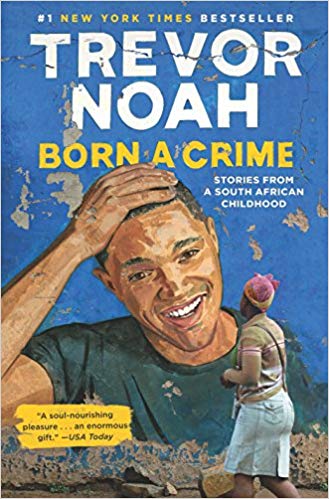 #1 NEW YORK TIMES BESTSELLER
TREVOR
NOAH
BORN A CRIME
STORIES FROM
A SOUTH AFRICAN
CHILDHOOD
"A soul-nourishing
pleasure . . . an enormous
gift." —USA Today